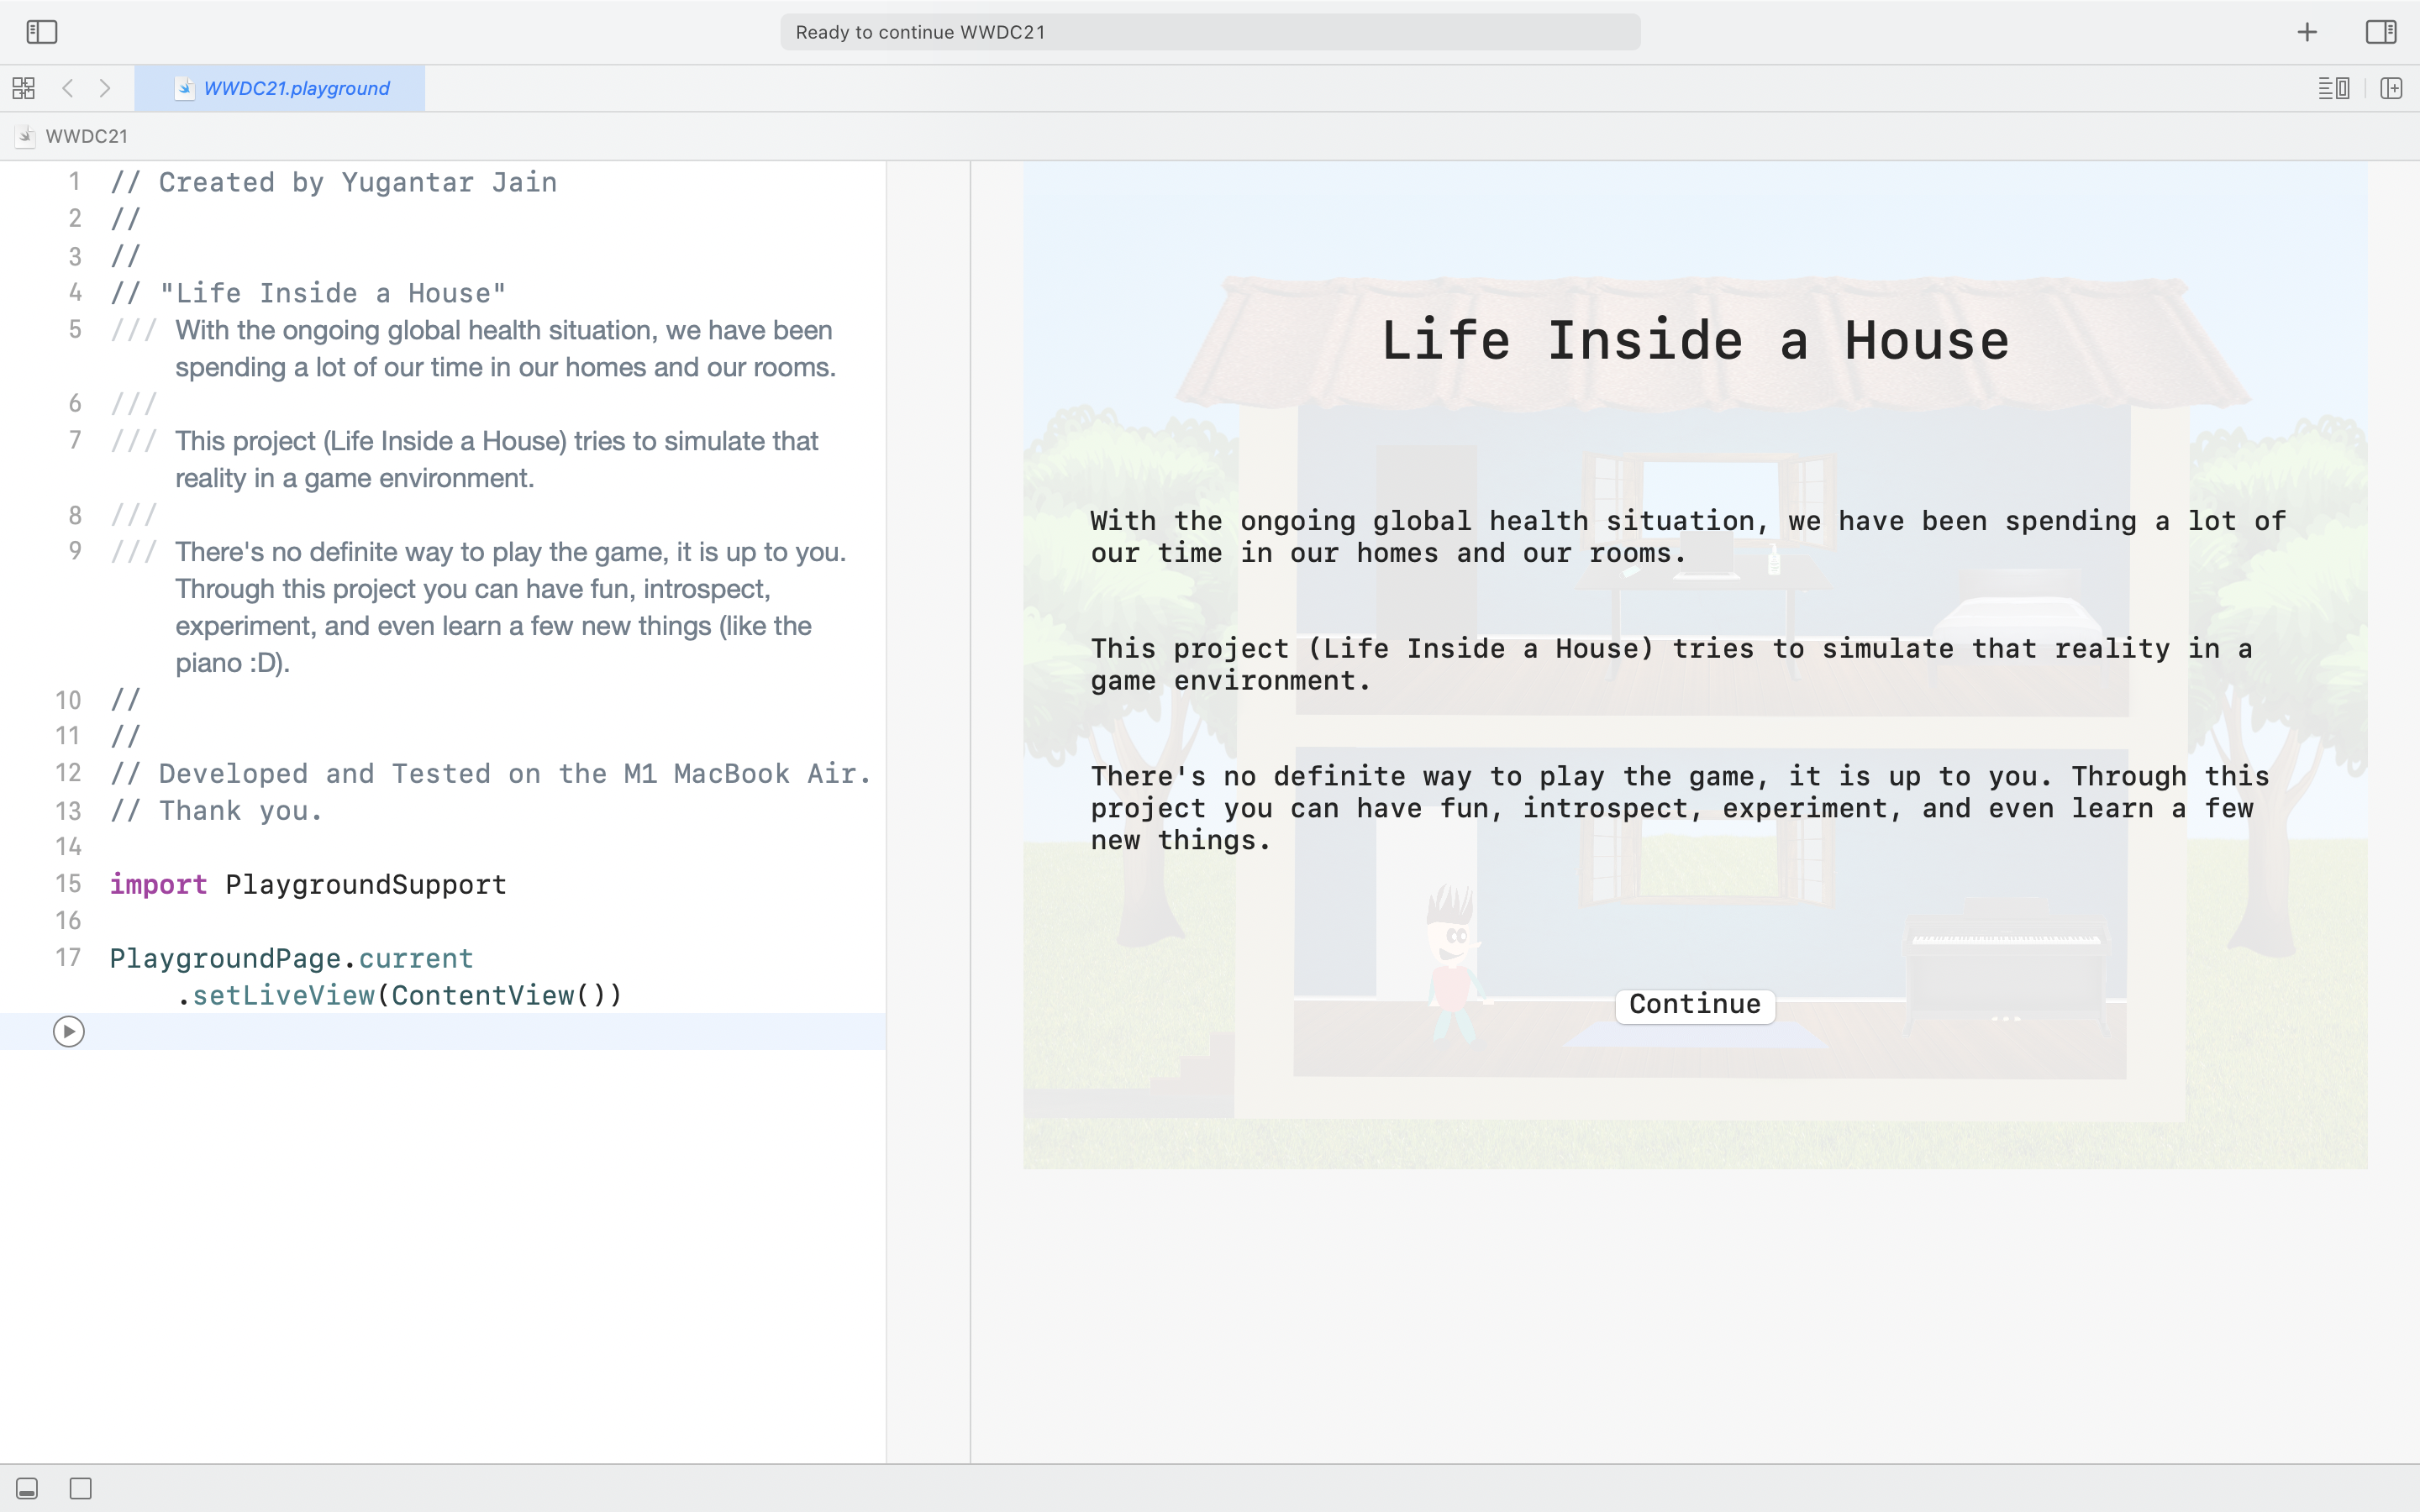 Ready to continue WWDC21
WWDC21.playground
WWDC21
1 // Created by Yugantar Jain
2 //
3 //
4 // "Life Inside a House"
5 /// With the ongoing global health situation, we have been
spending a lot of our time in our homes and our rooms.
6 ///
7 /// This project (Life Inside a House) tries to simulate that
reality in a game environment.
8 ///
9 /// There's no definite way to play the game, it is up to you.
Through this project you can have fun, introspect,
experiment, and even learn a few new things (like the
piano :D).
10 //
11 //
12 // Developed and Tested on the M1 MacBook Air.
13 // Thank you.
14
15 import PlaygroundSupport
16
17 PlaygroundPage.current
.setLiveView(ContentView())
Life Inside a House
With the ongoing global health situation, we have been spending a lot of
our time in our homes and our rooms.
This project (Life Inside a House) tries to simulate that reality in a
game environment.
There's no definite way to play the game, it is up to you. Through this
project you can have fun, introspect, experiment, and even learn a few
new things.
Continue